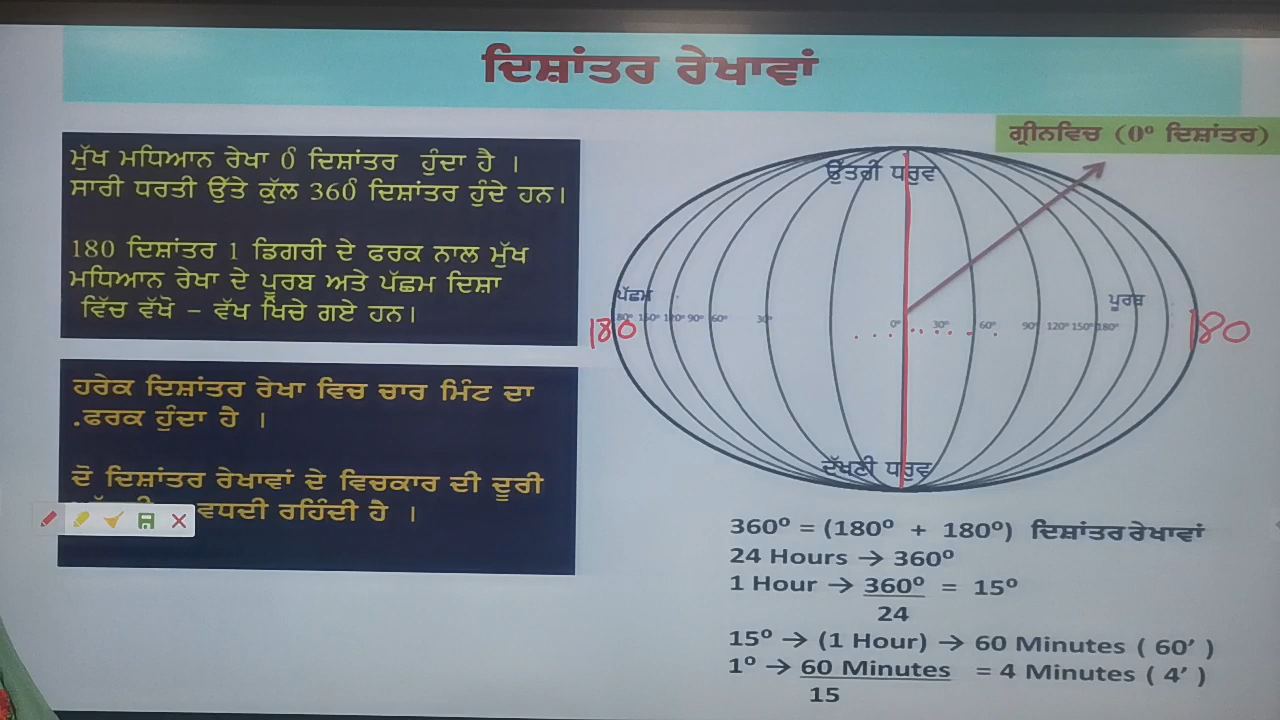 ਦਿਸ਼ਾਂਤਰ ਰੇਖਾਵਾਂ
ਗ੍ਰੀਨਵਿਚ (0° ਦਿਸ਼ਾਂਤਰ)
ਮੁੱਖ ਮਧਿਆਨ ਰੇਖਾ 0 ਦਿਸ਼ਾਂਤਰ ਹੁੰਦਾ ਹੈ ।
ਸਾਰੀ ਧਰਤੀ ਉੱਤੇ ਕੁੱਲ 360 ਦਿਸ਼ਾਂਤਰ ਹੁੰਦੇ ਹਨ।
180 ਦਿਸ਼ਾਂਤਰ 1 ਡਿਗਰੀ ਦੇ ਫਰਕ ਨਾਲ ਮੁੱਖ
ਮਧਿਆਨ ਰੇਖਾ ਦੇ ਪੂਰਬ ਅਤੇ ਪੱਛਮ ਦਿਸ਼ਾ
ਵਿੱਚ ਵੱਖੋ - ਵੱਖ ਖਿਚੇ ਗਏ ਹਨ।
ਹਰੇਕ ਦਿਸ਼ਾਂਤਰ ਰੇਖਾ ਵਿਚ ਚਾਰ ਮਿੰਟ ਦਾ
.ਫਰਕ ਹੁੰਦਾ ਹੈ ।
ਦੋ ਦਿਸ਼ਾਂਤਰ ਰੇਖਾਵਾਂ ਦੇ ਵਿਚਕਾਰ ਦੀ ਦੂਰੀ
ਵਧਦੀ ਰਹਿੰਦੀ ਹੈ ।
ਉੱਤਰੀ ਧਰੁਵ
ਪੱਛਮ
ਪੂਰਬ
80° 150° 120° 90° 60° 30° 0° 30° 60° 90° 120° 150° 180°
180 180
ਦੱਖਣੀ ਧਰੁਵ
360° = (180° + 180°) ਦਿਸ਼ਾਂਤਰ ਰੇਖਾਵਾਂ
24 Hours → 360°
1 Hour → 360° = 15°
24
15° → (1 Hour) → 60 Minutes ( 60′ )
1° → 60 Minutes = 4 Minutes ( 4′ )
15